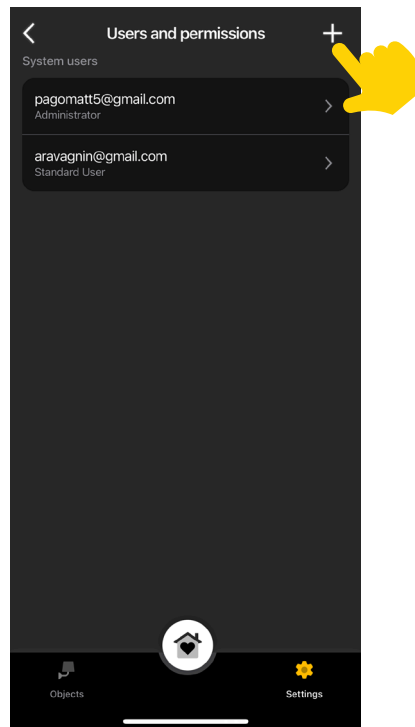 Users and permissions
System users
pagomatt5@gmail.com
Administrator
aravagnin@gmail.com
Standard User
Objects
Settings